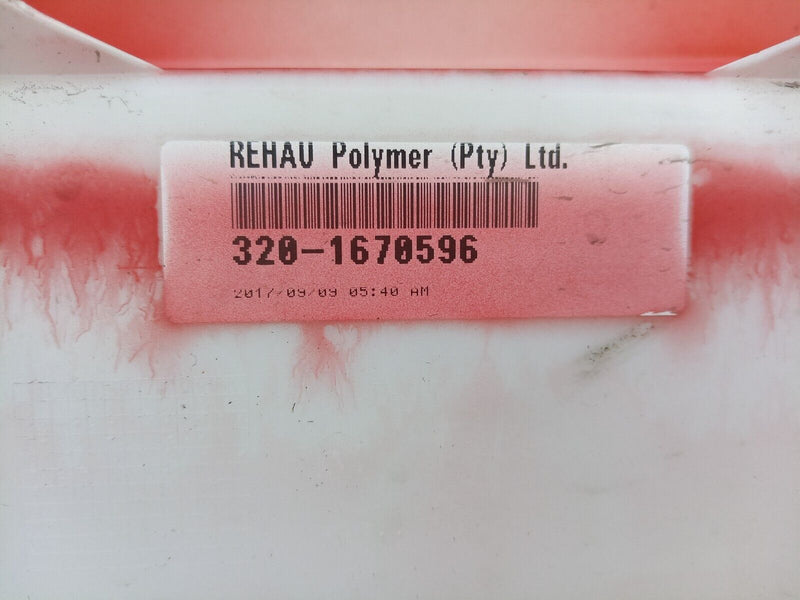 REHAU Polymer (Pty) Ltd.
320-1670596
2017/09/09 05:40 AM